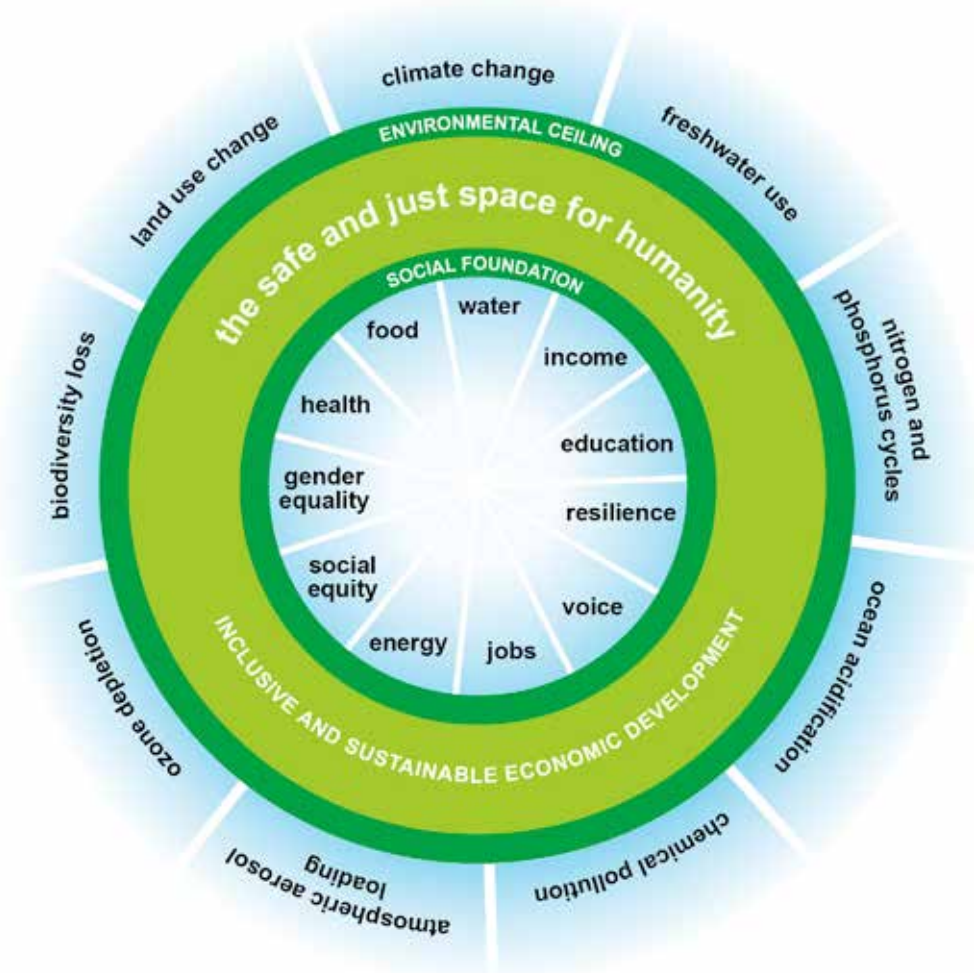 climate change
freshwater use
nitrogen and
phosphorus cycles
ocean acidification
chemical pollution
atmospheric aerosol
loading
ozone depletion
biodiversity loss
land use change
ENVIRONMENTAL CEILING
the safe and just space for humanity
SOCIAL FOUNDATION
water
income
education
resilience
voice
jobs
energy
social
equity
gender
equality
health
food
INCLUSIVE AND SUSTAINABLE ECONOMIC DEVELOPMENT